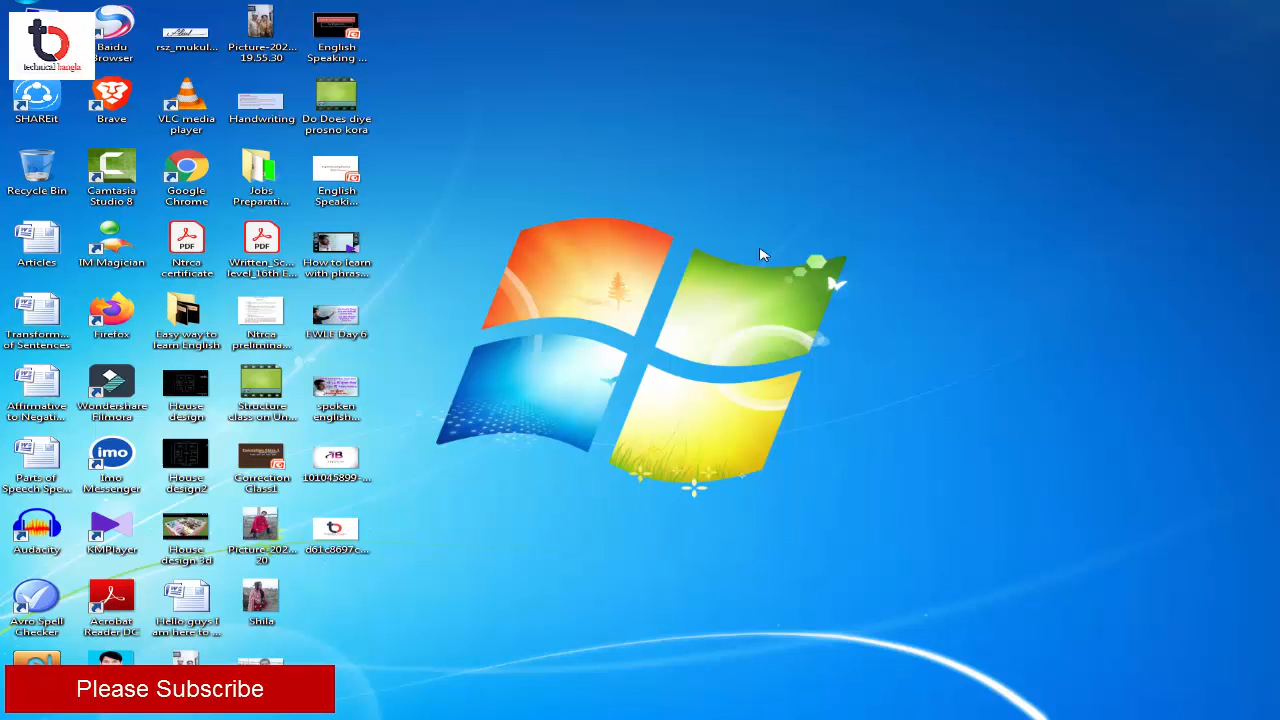 technical bangla
Baidu
Browser
rsz_mukul...
Picture-202...
19.55.30
English
Speaking ...
SHAREit
Brave
VLC media
player
Handwriting
Do Does diye
prosno kora
Recycle Bin
Camtasia
Studio 8
Google
Chrome
Jobs
Preparati...
English
Speaki...
Articles
IM Magician
PDF
Ntrca
certificate
PDF
Written_Sc...
level_16th E...
How to learn
with phras...
Transform...
of Sentences
Firefox
Easy way to
learn English
Ntrca
prelimina...
EWLE Day 6
Affirmative
to Negati...
Wondershare
Filmora
House
design
Structure
class on Un...
spoken
english...
Parts of
Speech Spe...
imo
Imo
Messenger
House
design2
Correction
Class1
101045899-...
Audacity
KMPlayer
House
design 3d
Picture-202...
20
d61c8697c...
Avro Spell
Checker
Acrobat
Reader DC
Hello guys I
am here to ...
Shila
Please Subscribe